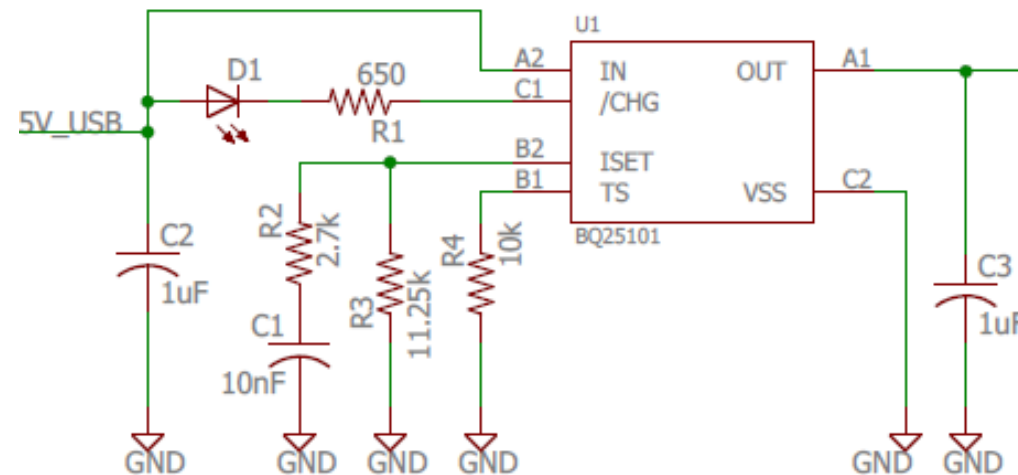 U1
D1
650
A2
IN
OUT
A1
C1
/CHG
5V_USB
R1
B2
ISET
B1
TS
VSS
C2
BQ25101
R2
2.7k
R3
11.25k
R4
10k
C2
1uF
C1
10nF
C3
1uF
GND
GND
GND
GND
GND
GND